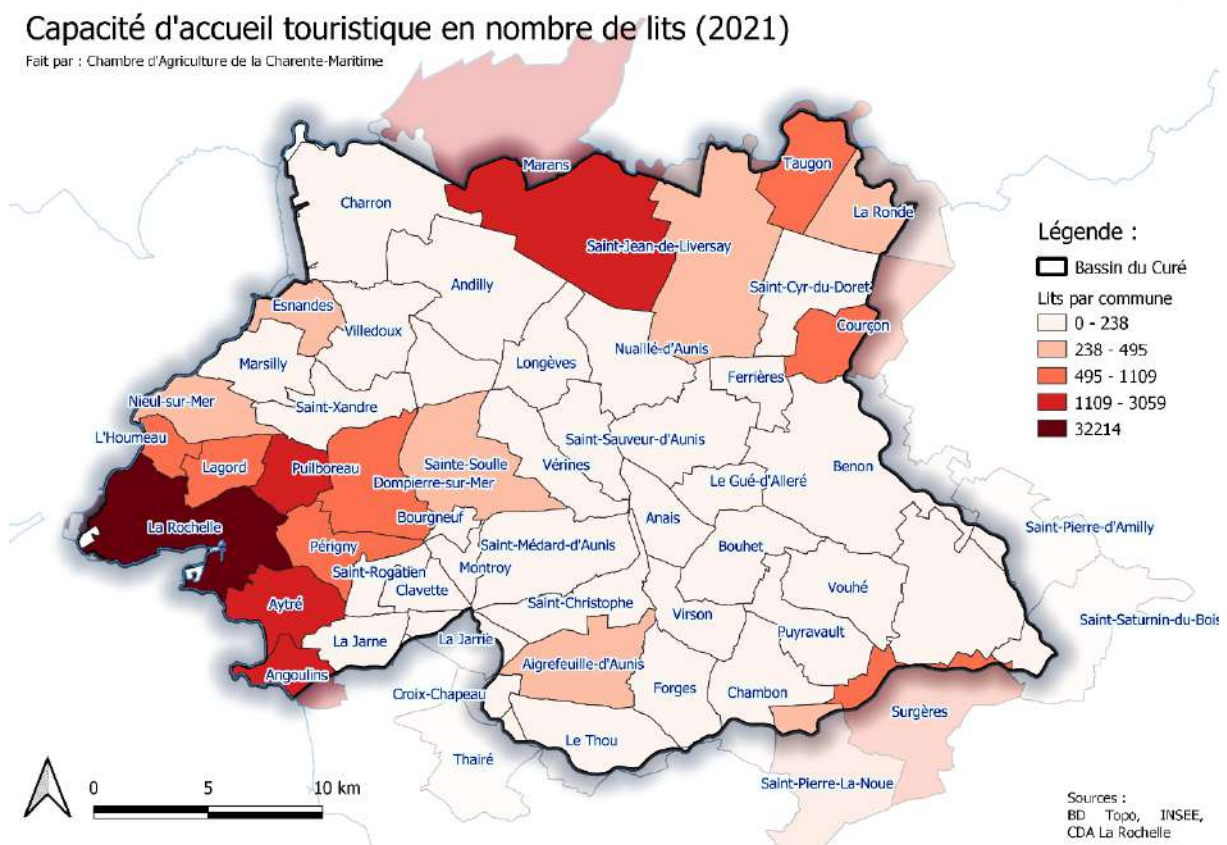 Capacité d'accueil touristique en nombre de lits (2021)
Fait par : Chambre d'Agriculture de la Charente-Maritime
Marans
Taugon
Charron
La Ronde
Saint-Jean-de-Liversay
Andilly
Saint-Cyr-du-Doret
Esnandes
Villedoux
Courçon
Marsilly
Longèves
Nuaillé-d'Aunis
Ferrières
Nieul-sur-Mer
Saint-Xandre
L'Houmeau
Saint-Sauveur-d'Aunis
Lagord
Puilboreau
Sainte-Soulle
Vérines
Benon
Dompierre-sur-Mer
Le Gué-d'Alleré
La Rochelle
Bourgneuf
Anais
Saint-Pierre-d'Amilly
Périgny
Saint-Médard-d'Aunis
Bouhet
Saint-Rogatien
Montroy
Clavette
Vouhé
Aytré
Saint-Christophe
Virson
Saint-Saturnin-du-Bois
La Jarne
La Jarrie
Puyravault
Aigrefeuille-d'Aunis
Angoulins
Croix-Chapeau
Forges
Chambon
Surgères
Le Thou
Thairé
Saint-Pierre-La-Noue
Légende :
Bassin du Curé
Lits par commune
0 - 238
238 - 495
495 - 1109
1109 - 3059
32214
0 5 10 km
Sources :
BD Topo, INSEE,
CDA La Rochelle